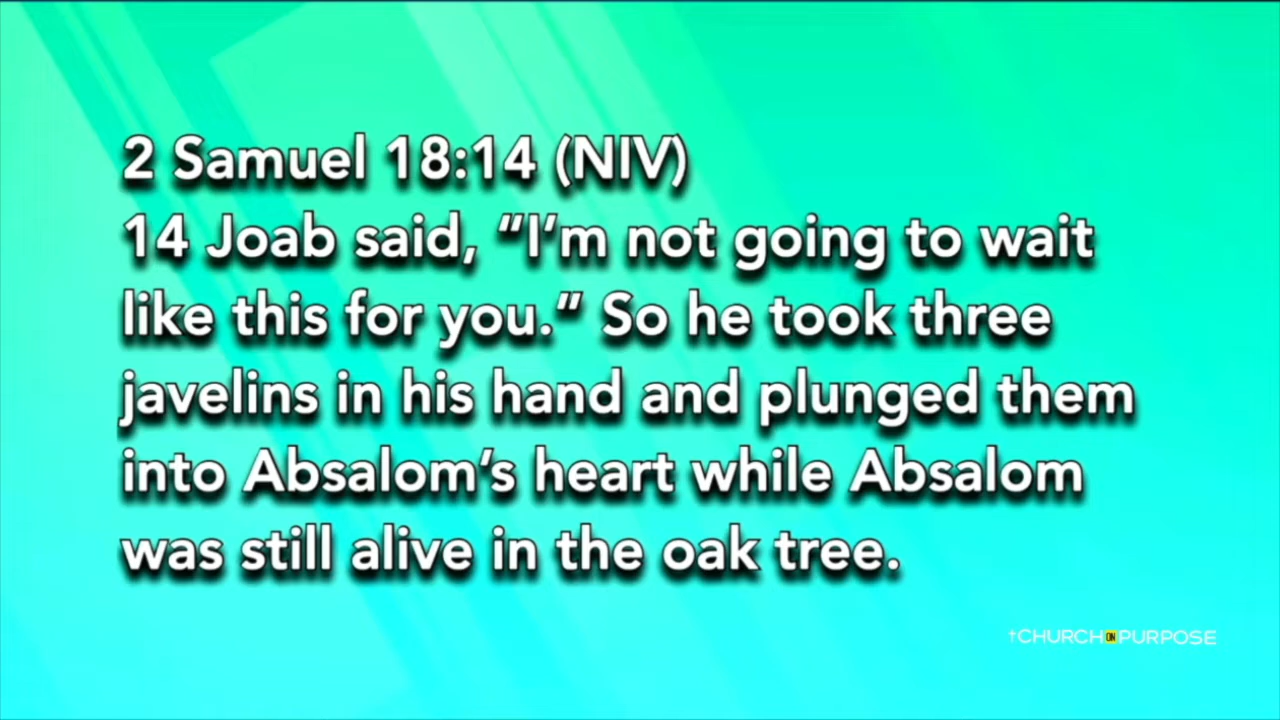 2 Samuel 18:14 (NIV)
14 Joab said, “I’m not going to wait
like this for you.” So he took three
javelins in his hand and plunged them
into Absalom’s heart while Absalom
was still alive in the oak tree.
†CHURCH ON PURPOSE